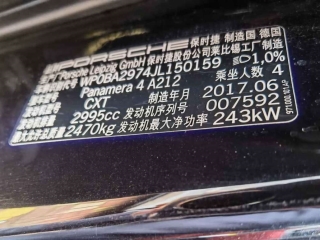 PORSCHE 保时捷 制造国 德国
Porsche Leipzig GmbH 保时捷股份公司莱比锡工厂制造
WP0BA2974JL150159 1,0%
Panamera 4 A212 乘坐人数 4
CXT 制造年月 2017.06
2995cc 发动机序列号 007592
2470kg 发动机最大净功率 243kW